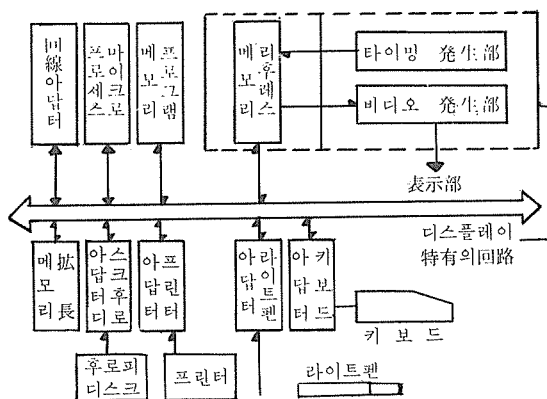 回線아답터
마이크로
프로세스
프로그램
메모리
리후레스
메모리
타이밍 発生部
비디오 発生部
表示部
디스플레이
特有의回路
拡長
메모리
스크후로
아답터디
프린터
아답터
라이트펜
아답터
키보드
아답터
키 보 드
후로피
디스크
프린터
라이트펜